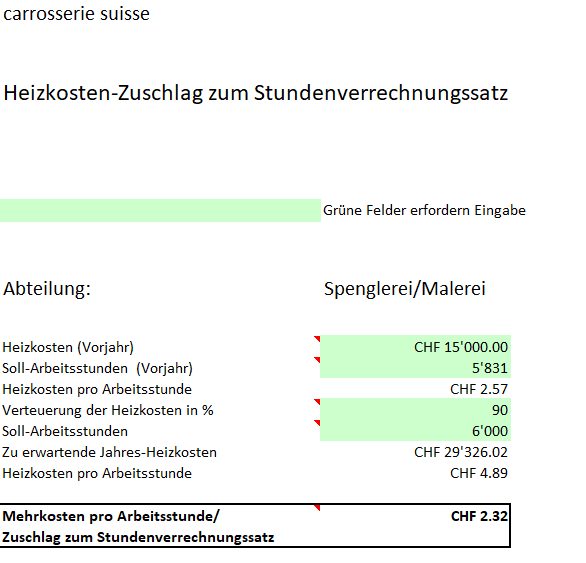 carrosserie suisse
Heizkosten-Zuschlag zum Stundenverrechnungssatz
Grüne Felder erfordern Eingabe
Abteilung: Spenglerei/Malerei
Heizkosten (Vorjahr) CHF 15'000.00
Soll-Arbeitsstunden (Vorjahr) 5'831
Heizkosten pro Arbeitsstunde CHF 2.57
Verteuerung der Heizkosten in % 90
Soll-Arbeitsstunden 6'000
Zu erwartende Jahres-Heizkosten CHF 29'326.02
Heizkosten pro Arbeitsstunde CHF 4.89
Mehrkosten pro Arbeitsstunde/ CHF 2.32
Zuschlag zum Stundenverrechnungssatz